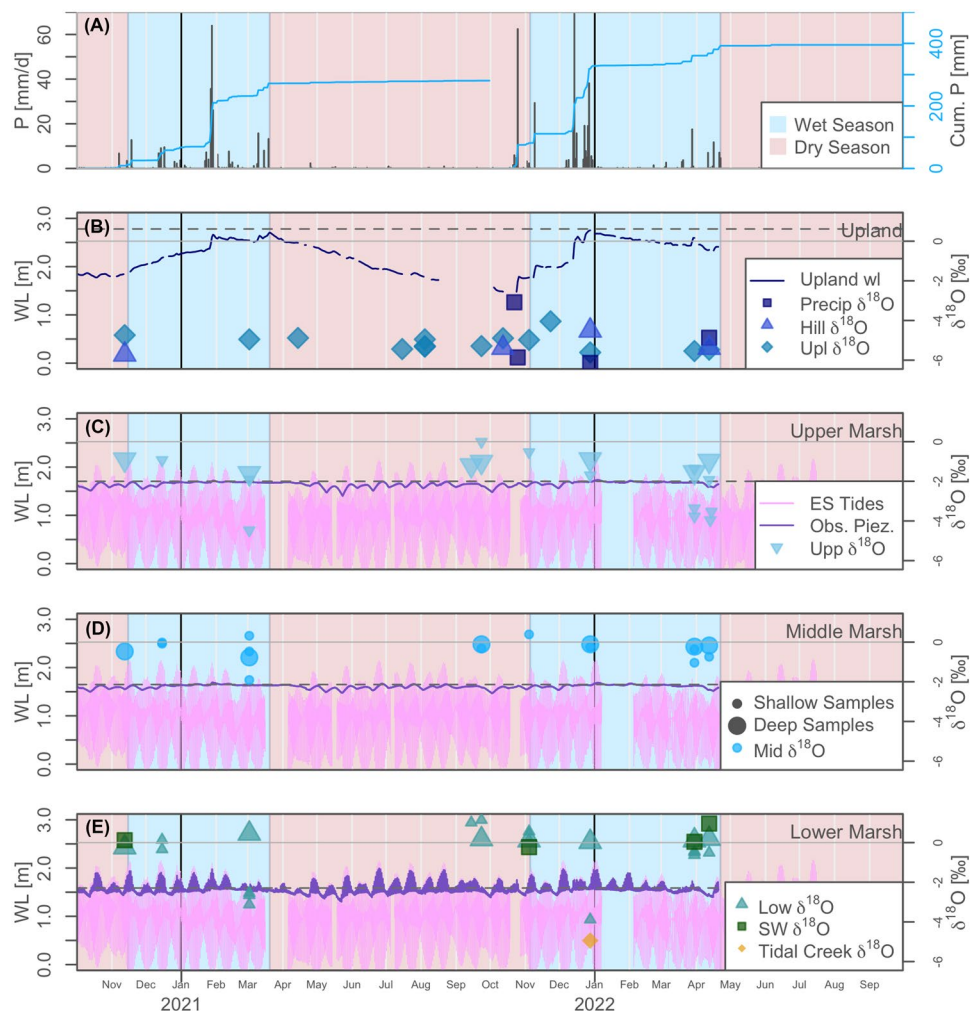 (A)
P [mm/d]
0
20
40
60
0
200
400
Cum. P [mm]
Wet Season
Dry Season
(B)
WL [m]
0.0
1.0
2.0
3.0
Upland
0
-2
-4
-6
δ¹⁸O [‰]
Upland wl
Precip δ¹⁸O
Hill δ¹⁸O
Upl δ¹⁸O
(C)
WL [m]
0.0
1.0
2.0
3.0
Upper Marsh
0
-2
-4
-6
δ¹⁸O [‰]
ES Tides
Obs. Piez.
Upp δ¹⁸O
(D)
WL [m]
0.0
1.0
2.0
3.0
Middle Marsh
0
-2
-4
-6
δ¹⁸O [‰]
Shallow Samples
Deep Samples
Mid δ¹⁸O
(E)
WL [m]
0.0
1.0
2.0
3.0
Lower Marsh
0
-2
-4
-6
δ¹⁸O [‰]
Low δ¹⁸O
SW δ¹⁸O
Tidal Creek δ¹⁸O
Nov Dec Jan Feb Mar Apr May Jun Jul Aug Sep Oct Nov Dec Jan Feb Mar Apr May Jun Jul Aug Sep
2021 2022